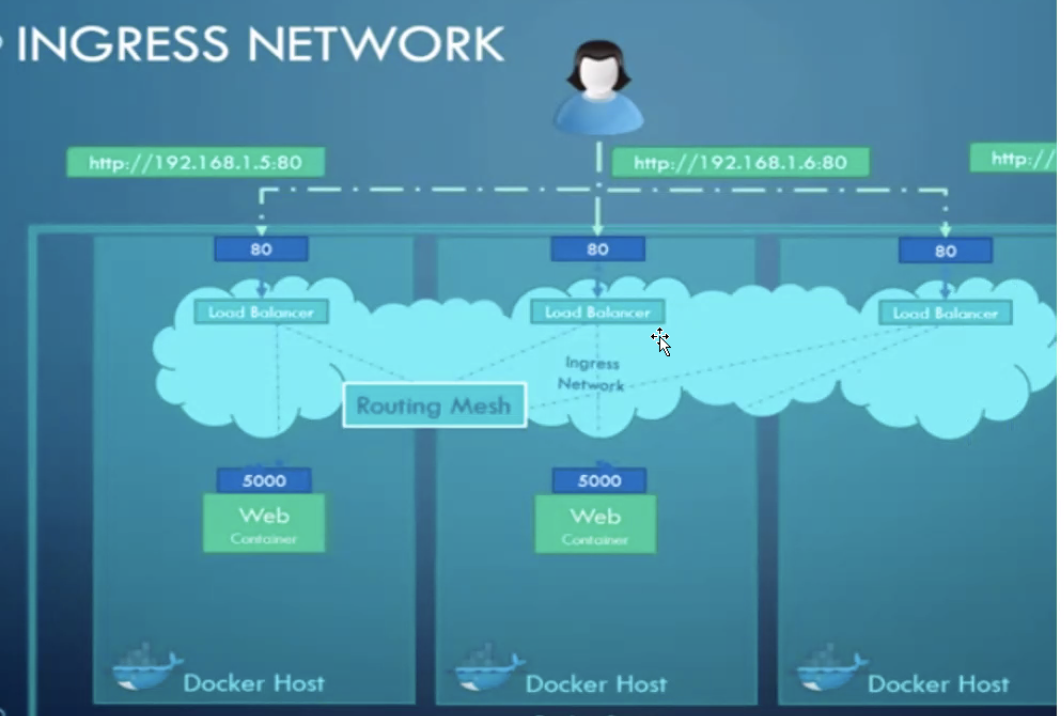 INGRESS NETWORK
http://192.168.1.5:80
http://192.168.1.6:80
http://
80
80
80
Load Balancer
Load Balancer
Load Balancer
Ingress
Network
Routing Mesh
5000
5000
Web
Container
Web
Container
Docker Host
Docker Host
Docker Host